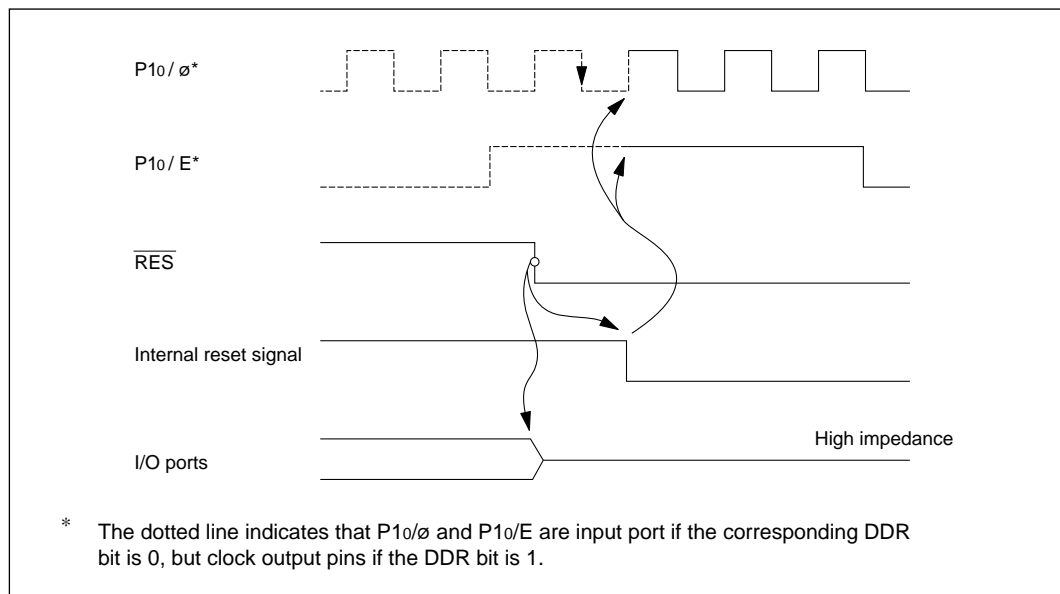 P10 / ø*
P10 / E*
RES
Internal reset signal
High impedance
I/O ports
* The dotted line indicates that P10/ø and P10/E are input port if the corresponding DDR
bit is 0, but clock output pins if the DDR bit is 1.